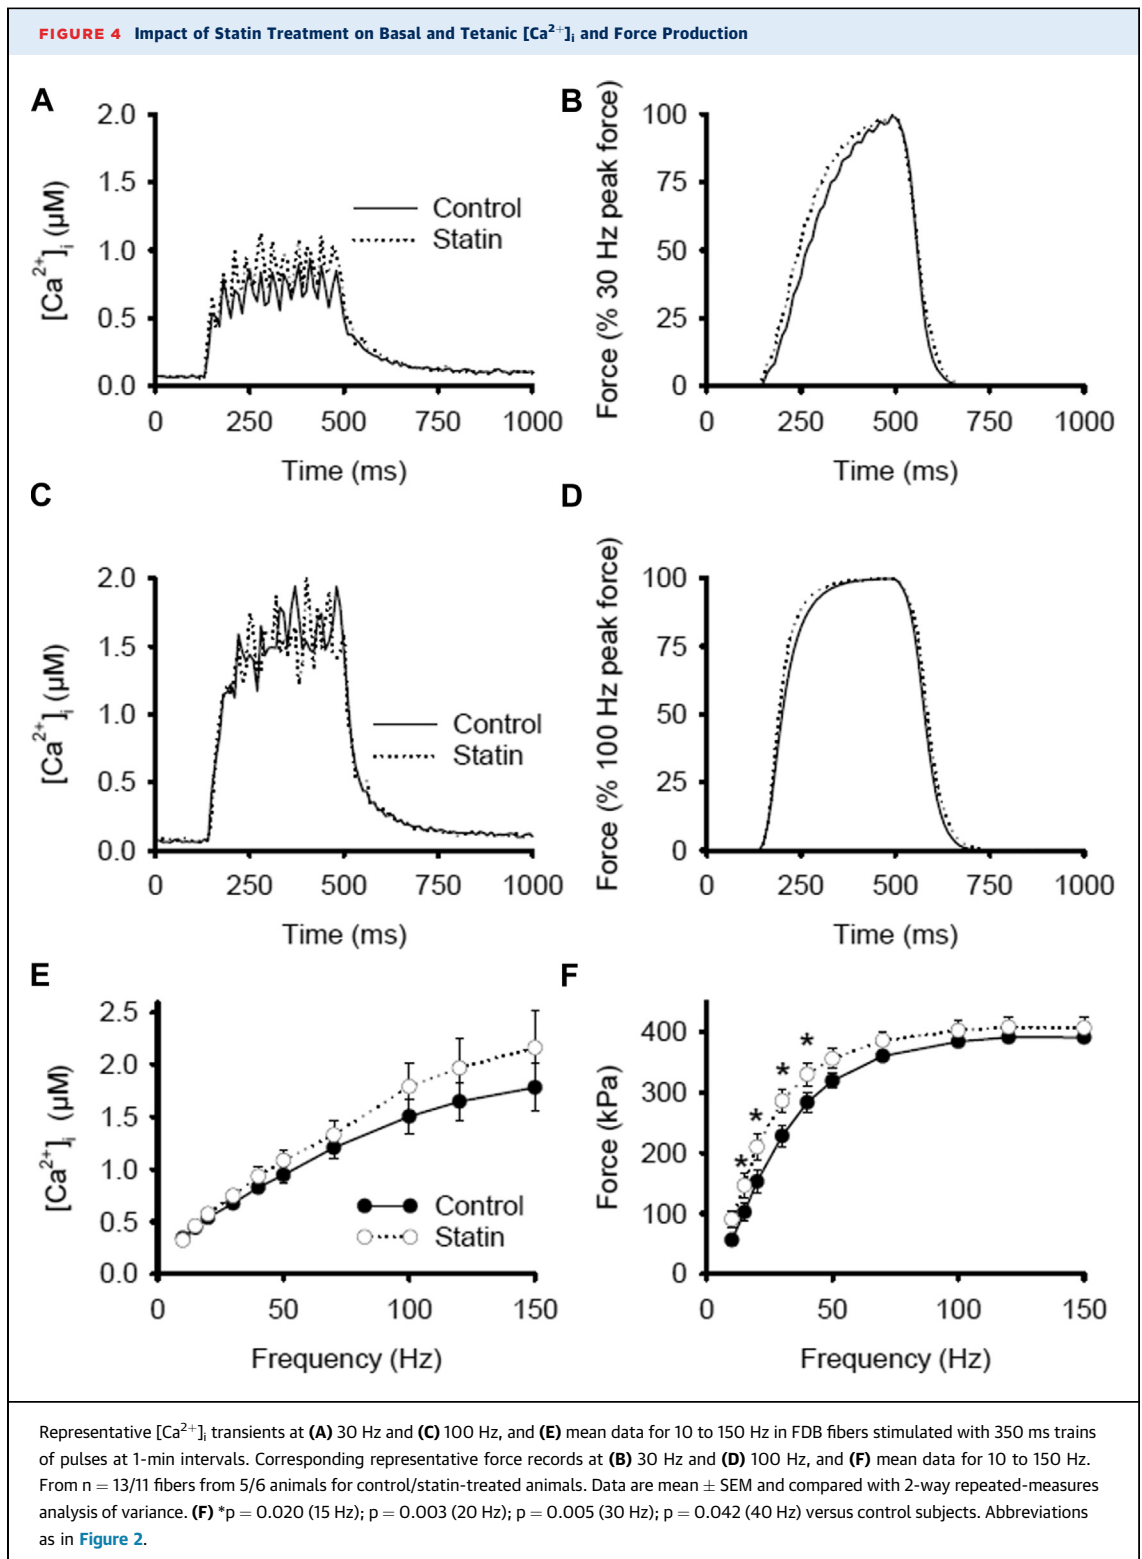 FIGURE 4 Impact of Statin Treatment on Basal and Tetanic [Ca2+]i and Force Production
A
2.0
1.5
1.0
0.5
0.0
[Ca2+]i (µM)
Control
Statin
0 250 500 750 1000
Time (ms)
B
100
75
50
25
0
Force (% 30 Hz peak force)
0 250 500 750 1000
Time (ms)
C
2.0
1.5
1.0
0.5
0.0
[Ca2+]i (µM)
Control
Statin
0 250 500 750 1000
Time (ms)
D
100
75
50
25
0
Force (% 100 Hz peak force)
0 250 500 750 1000
Time (ms)
E
2.5
2.0
1.5
1.0
0.5
0.0
[Ca2+]i (µM)
Control
Statin
0 50 100 150
Frequency (Hz)
F
400
300
200
100
0
Force (kPa)
* * * *
0 50 100 150
Frequency (Hz)
Representative [Ca2+]i transients at (A) 30 Hz and (C) 100 Hz, and (E) mean data for 10 to 150 Hz in FDB fibers stimulated with 350 ms trains
of pulses at 1-min intervals. Corresponding representative force records at (B) 30 Hz and (D) 100 Hz, and (F) mean data for 10 to 150 Hz.
From n = 13/11 fibers from 5/6 animals for control/statin-treated animals. Data are mean ± SEM and compared with 2-way repeated-measures
analysis of variance. (F) *p = 0.020 (15 Hz); p = 0.003 (20 Hz); p = 0.005 (30 Hz); p = 0.042 (40 Hz) versus control subjects. Abbreviations
as in Figure 2.